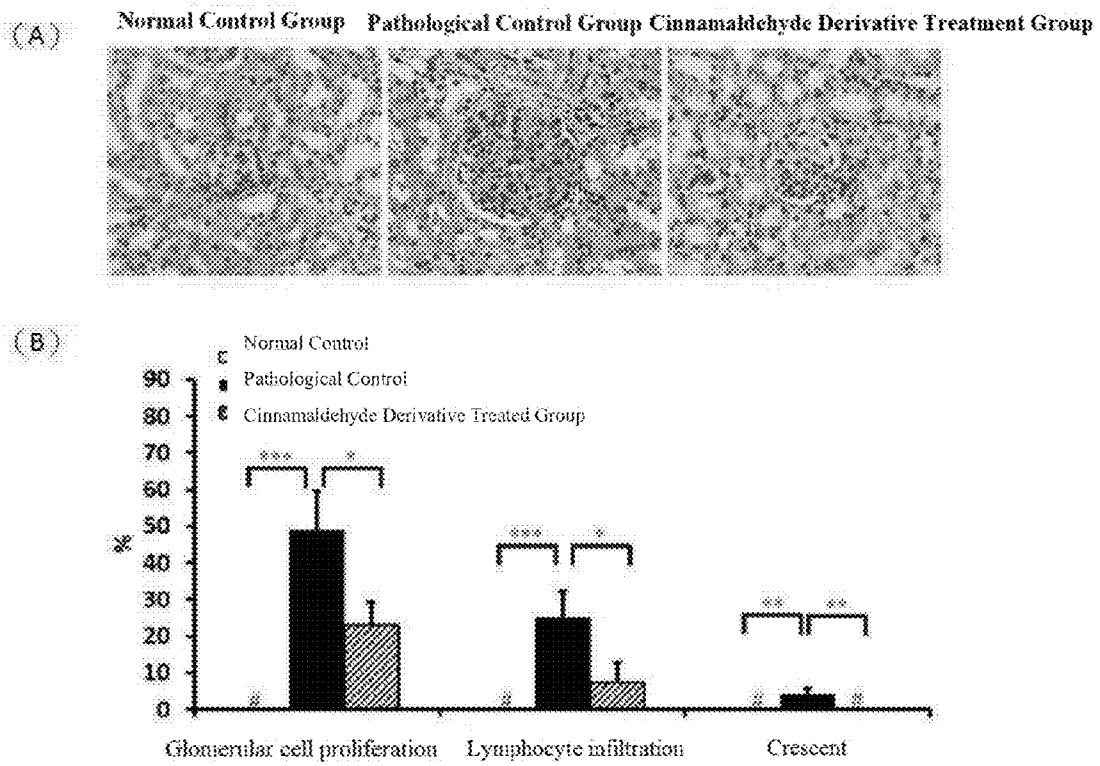 Normal Control Group Pathological Control Group Cinnamaldehyde Derivative Treatment Group
(A)
(B)
Normal Control
Pathological Control
Cinnamaldehyde Derivative Treated Group
90
80
70
60
50
40
30
20
10
0
%
*** *
*** *
** **
# # # #
Glomerular cell proliferation Lymphocyte infiltration Crescent